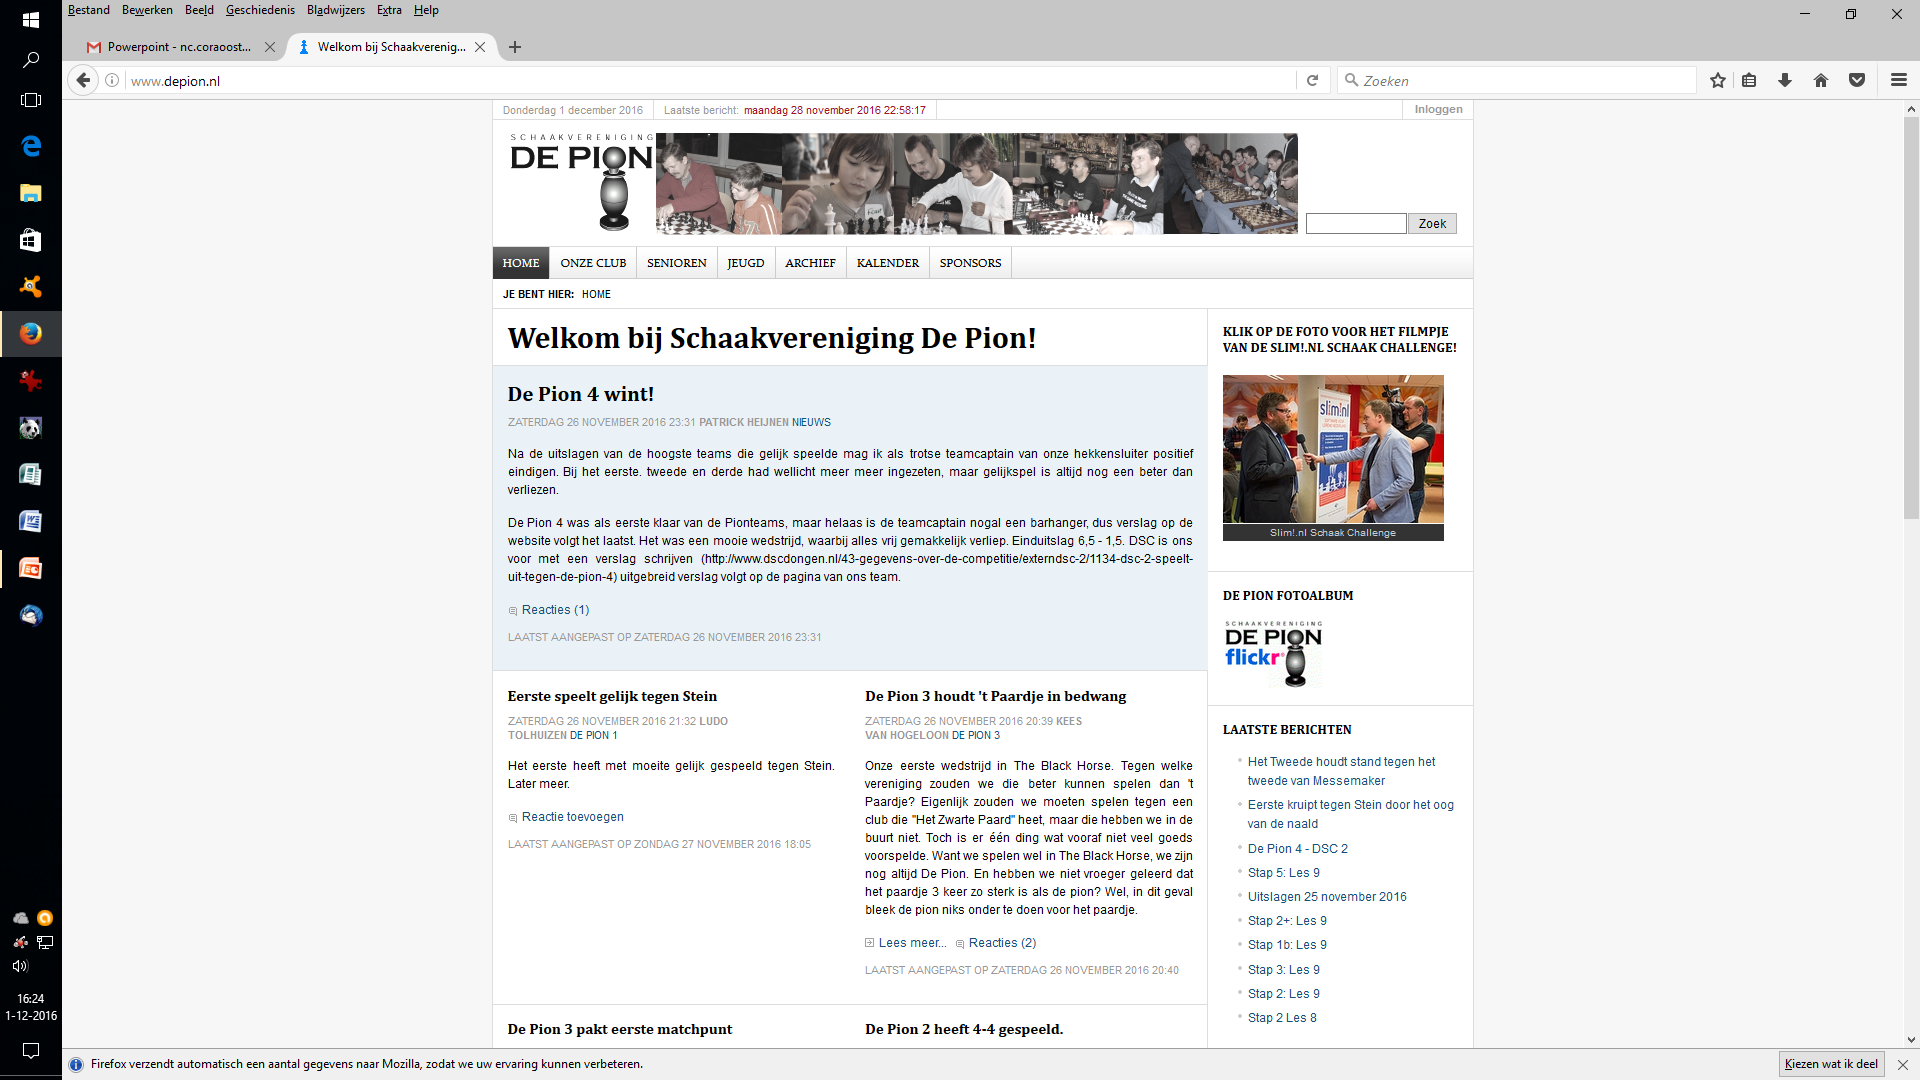 Bestand Bewerken Beeld Geschiedenis Bladwijzers Extra Help
Powerpoint - nc.coraoost...
Welkom bij Schaakverenig...
www.depion.nl
Zoeken
Donderdag 1 december 2016
Laatste bericht: maandag 28 november 2016 22:58:17
Inloggen
SCHAAKVERENIGING
DE PION
Zoek
HOME ONZE CLUB SENIOREN JEUGD ARCHIEF KALENDER SPONSORS
JE BENT HIER: HOME
Welkom bij Schaakvereniging De Pion!
De Pion 4 wint!
ZATERDAG 26 NOVEMBER 2016 23:31 PATRICK HEIJNEN NIEUWS
Na de uitslagen van de hoogste teams die gelijk speelde mag ik als trotse teamcaptain van onze hekkensluiter positief
eindigen. Bij het eerste. tweede en derde had wellicht meer meer ingezeten, maar gelijkspel is altijd nog een beter dan
verliezen.
De Pion 4 was als eerste klaar van de Pionteams, maar helaas is de teamcaptain nogal een barhanger, dus verslag op de
website volgt het laatst. Het was een mooie wedstrijd, waarbij alles vrij gemakkelijk verliep. Einduitslag 6,5 - 1,5. DSC is ons
voor met een verslag schrijven (http://www.dscdongen.nl/43-gegevens-over-de-competitie/externdsc-2/1134-dsc-2-speelt-
uit-tegen-de-pion-4) uitgebreid verslag volgt op de pagina van ons team.
Reacties (1)
LAATST AANGEPAST OP ZATERDAG 26 NOVEMBER 2016 23:31
Eerste speelt gelijk tegen Stein
ZATERDAG 26 NOVEMBER 2016 21:32 LUDO
TOLHUIZEN DE PION 1
Het eerste heeft met moeite gelijk gespeeld tegen Stein.
Later meer.
Reactie toevoegen
LAATST AANGEPAST OP ZONDAG 27 NOVEMBER 2016 18:05
De Pion 3 houdt 't Paardje in bedwang
ZATERDAG 26 NOVEMBER 2016 20:39 KEES
VAN HOGELOON DE PION 3
Onze eerste wedstrijd in The Black Horse. Tegen welke
vereniging zouden we die beter kunnen spelen dan 't
Paardje? Eigenlijk zouden we moeten spelen tegen een
club die "Het Zwarte Paard" heet, maar die hebben we in de
buurt niet. Toch is er één ding wat vooraf niet veel goeds
voorspelde. Want we spelen wel in The Black Horse, we zijn
nog altijd De Pion. En hebben we niet vroeger geleerd dat
het paardje 3 keer zo sterk is als de pion? Wel, in dit geval
bleek de pion niks onder te doen voor het paardje.
Lees meer... Reacties (2)
LAATST AANGEPAST OP ZATERDAG 26 NOVEMBER 2016 20:40
De Pion 3 pakt eerste matchpunt
De Pion 2 heeft 4-4 gespeeld.
KLIK OP DE FOTO VOOR HET FILMPJE
VAN DE SLIM!.NL SCHAAK CHALLENGE!
slim!.nl
Slim!.nl Schaak Challenge
DE PION FOTOALBUM
SCHAAKVERENIGING
DE PION
flickr
LAATSTE BERICHTEN
Het Tweede houdt stand tegen het
tweede van Messemaker
Eerste kruipt tegen Stein door het oog
van de naald
De Pion 4 - DSC 2
Stap 5: Les 9
Uitslagen 25 november 2016
Stap 2+: Les 9
Stap 1b: Les 9
Stap 3: Les 9
Stap 2: Les 9
Stap 2 Les 8
16:24
1-12-2016
Firefox verzendt automatisch een aantal gegevens naar Mozilla, zodat we uw ervaring kunnen verbeteren.
Kiezen wat ik deel